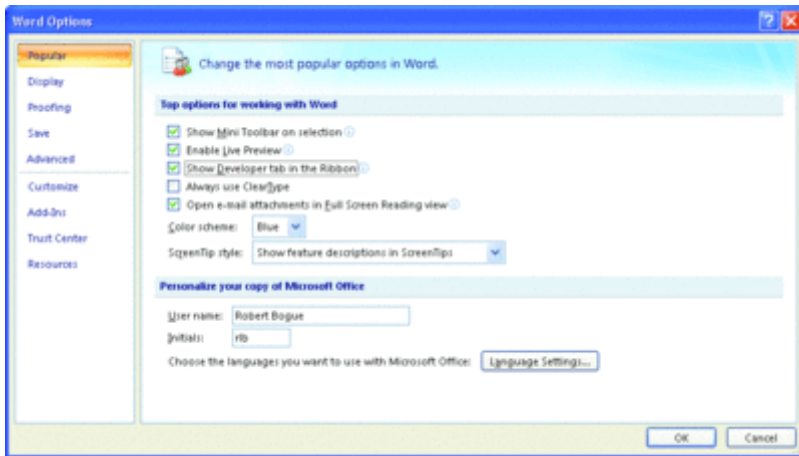 Word Options
Popular
Display
Proofing
Save
Advanced
Customize
Add-Ins
Trust Center
Resources
Change the most popular options in Word.
Top options for working with Word
Show Mini Toolbar on selection
Enable Live Preview
Show Developer tab in the Ribbon
Always use ClearType
Open e-mail attachments in Full Screen Reading view
Color scheme: Blue
ScreenTip style: Show feature descriptions in ScreenTips
Personalize your copy of Microsoft Office
User name: Robert Bogue
Initials: rlb
Choose the languages you want to use with Microsoft Office: Language Settings...
OK Cancel